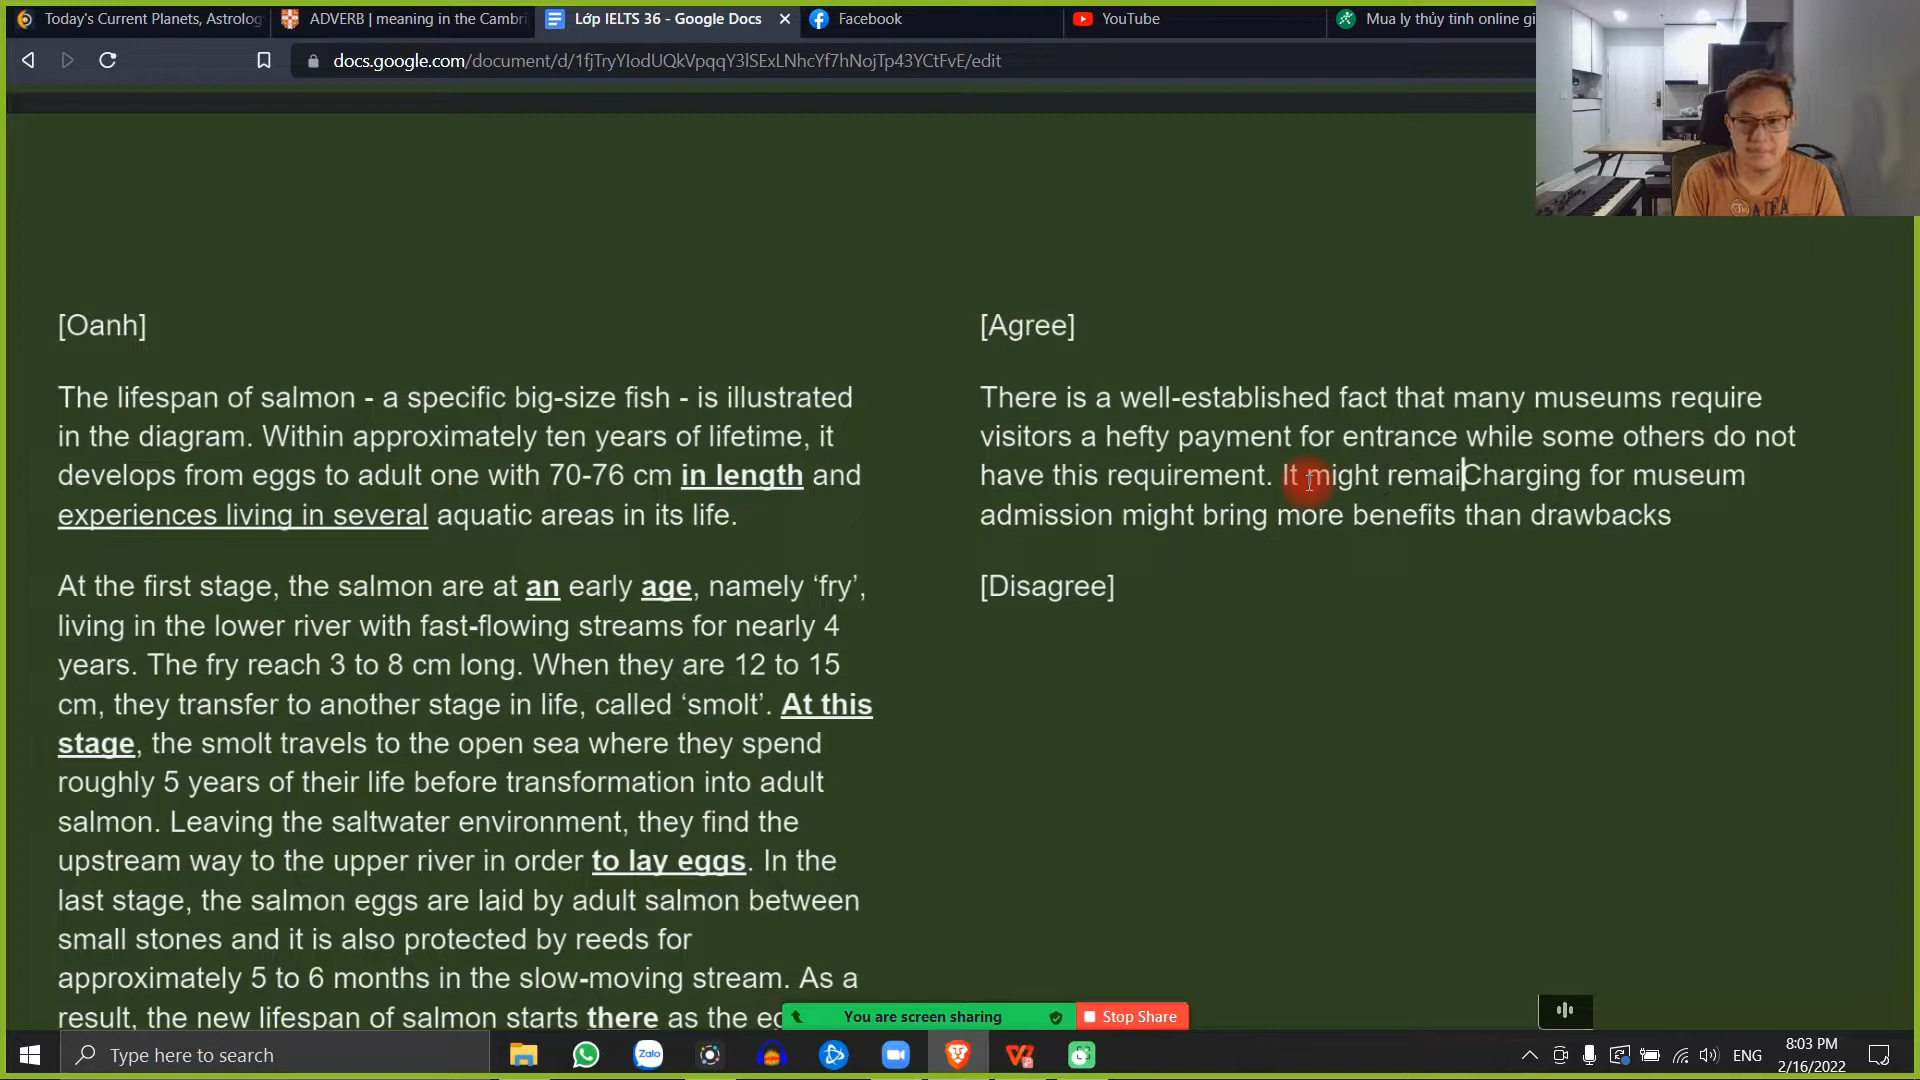 Today's Current Planets, Astrolog
ADVERB | meaning in the Cambri
Lớp IELTS 36 - Google Docs
Facebook
YouTube
Mua ly thủy tinh online gi
docs.google.com/document/d/1fjTryYIodUQkVpqqY3lSExLNhcYf7hNojTp43YCtFvE/edit
[Oanh]
The lifespan of salmon - a specific big-size fish - is illustrated
in the diagram. Within approximately ten years of lifetime, it
develops from eggs to adult one with 70-76 cm in length and
experiences living in several aquatic areas in its life.
At the first stage, the salmon are at an early age, namely ‘fry’,
living in the lower river with fast-flowing streams for nearly 4
years. The fry reach 3 to 8 cm long. When they are 12 to 15
cm, they transfer to another stage in life, called ‘smolt’. At this
stage, the smolt travels to the open sea where they spend
roughly 5 years of their life before transformation into adult
salmon. Leaving the saltwater environment, they find the
upstream way to the upper river in order to lay eggs. In the
last stage, the salmon eggs are laid by adult salmon between
small stones and it is also protected by reeds for
approximately 5 to 6 months in the slow-moving stream. As a
result, the new lifespan of salmon starts there as the
[Agree]
There is a well-established fact that many museums require
visitors a hefty payment for entrance while some others do not
have this requirement. It might remaiCharging for museum
admission might bring more benefits than drawbacks
[Disagree]
You are screen sharing
Stop Share
Type here to search
Zalo
ENG
8:03 PM
2/16/2022